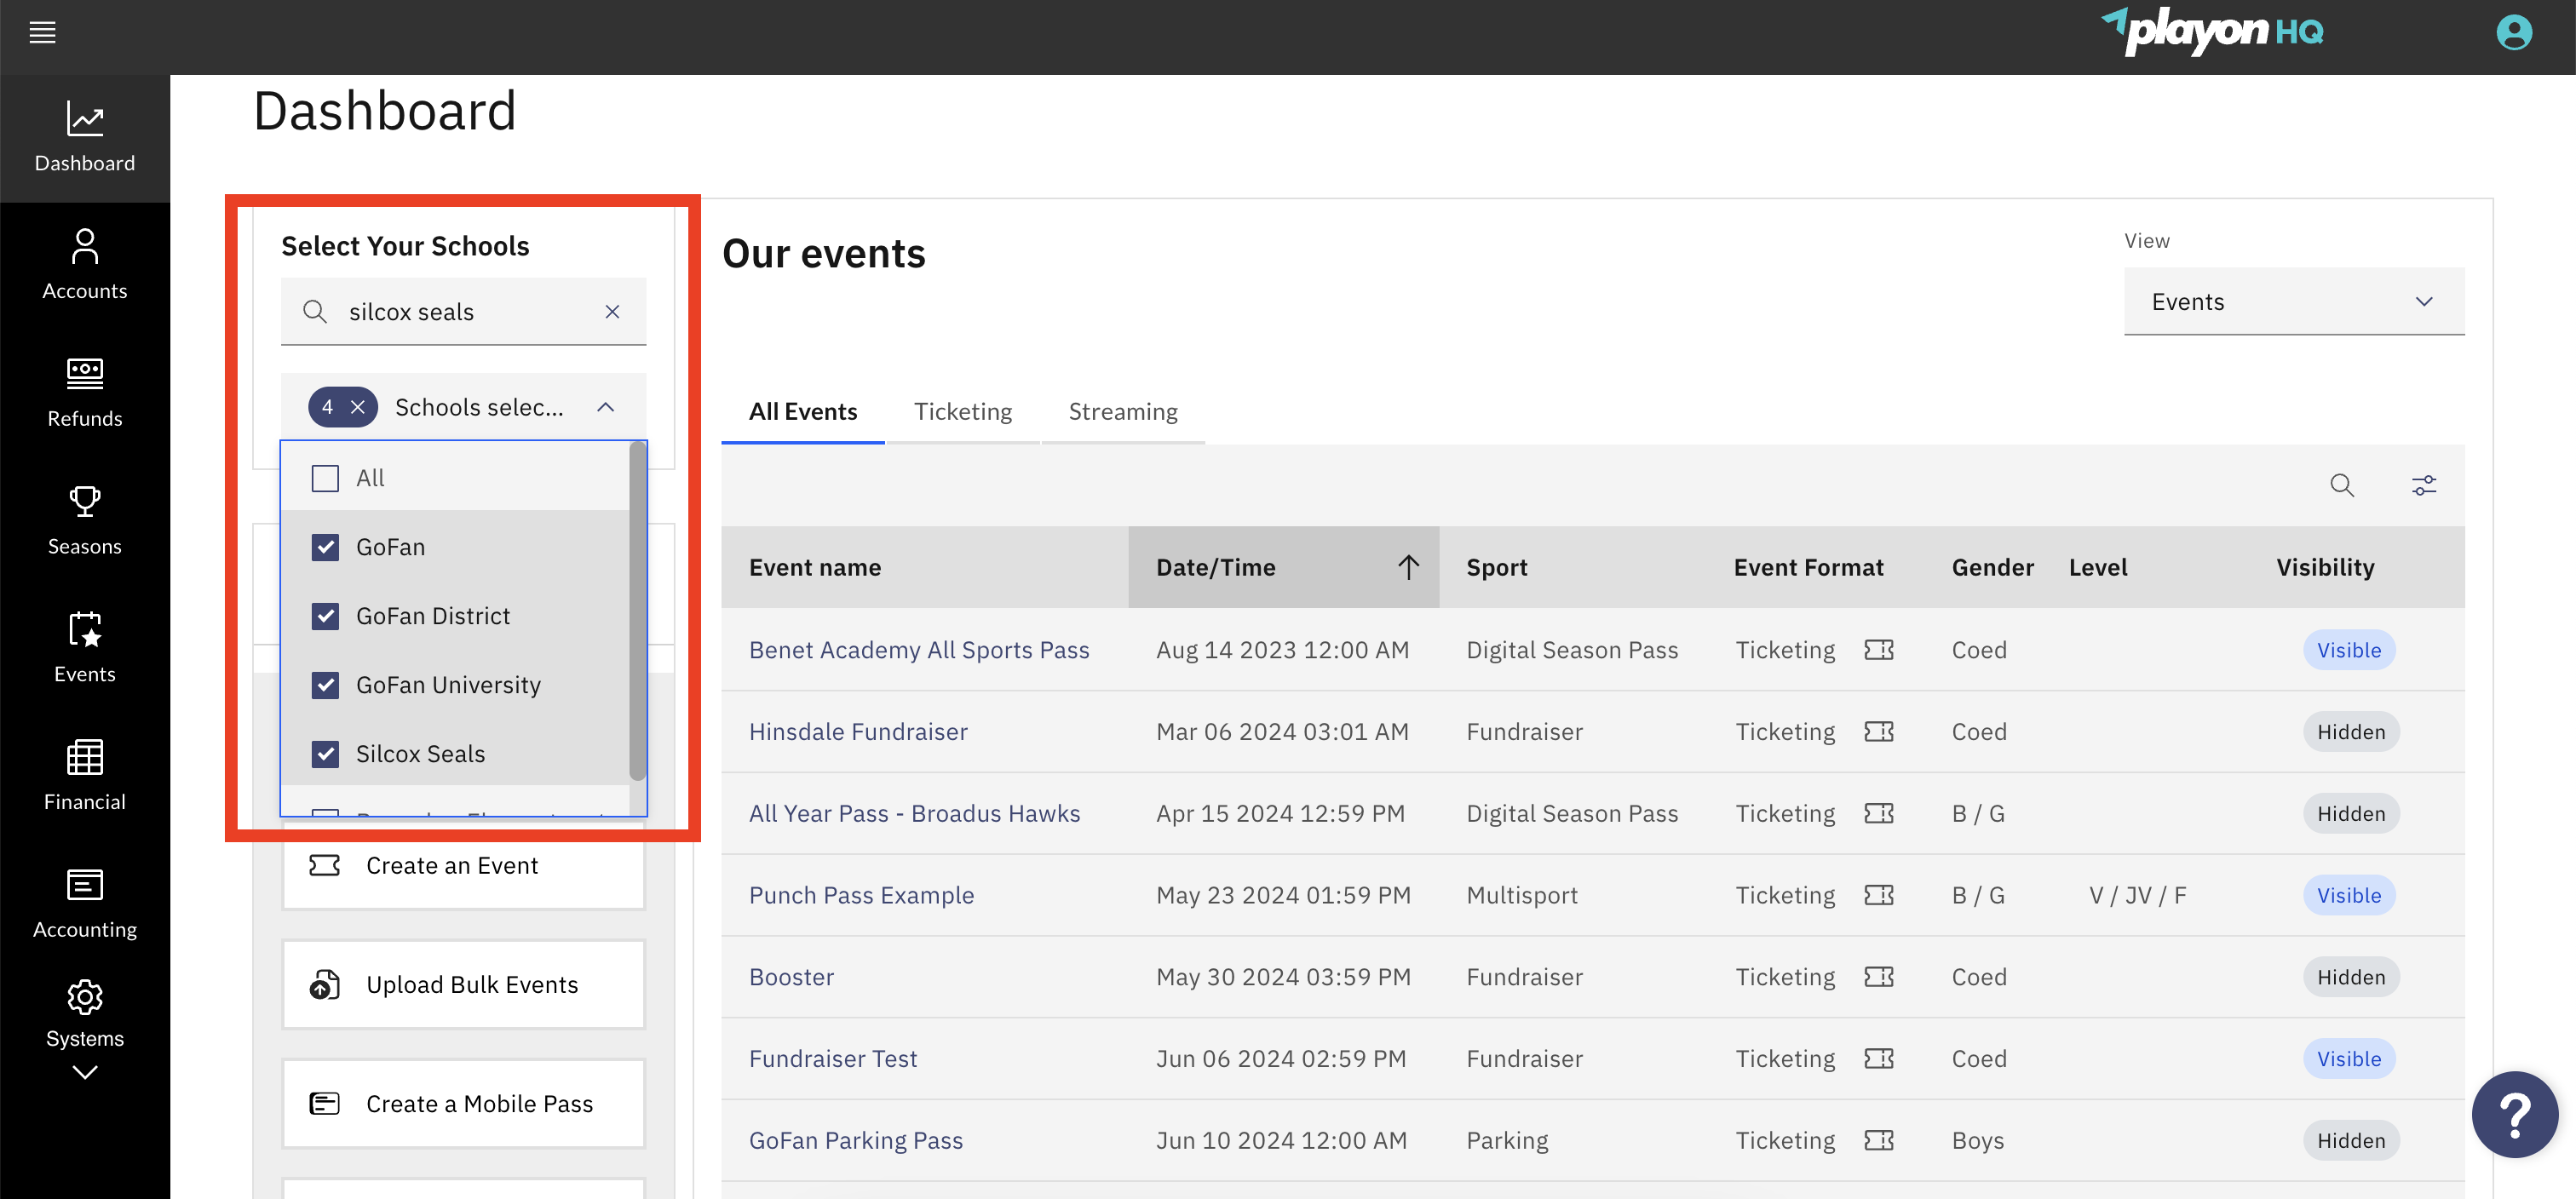 playon HQ
Dashboard
Accounts
Refunds
Seasons
Events
Financial
Accounting
Systems
Dashboard
Select Your Schools
silcox seals
4 Schools selec...
All
GoFan
GoFan District
GoFan University
Silcox Seals
Create an Event
Upload Bulk Events
Create a Mobile Pass
Our events
View
Events
All Events Ticketing Streaming
Event name Date/Time Sport Event Format Gender Level Visibility
Benet Academy All Sports Pass Aug 14 2023 12:00 AM Digital Season Pass Ticketing Coed Visible
Hinsdale Fundraiser Mar 06 2024 03:01 AM Fundraiser Ticketing Coed Hidden
All Year Pass - Broadus Hawks Apr 15 2024 12:59 PM Digital Season Pass Ticketing B / G Hidden
Punch Pass Example May 23 2024 01:59 PM Multisport Ticketing B / G V / JV / F Visible
Booster May 30 2024 03:59 PM Fundraiser Ticketing Coed Hidden
Fundraiser Test Jun 06 2024 02:59 PM Fundraiser Ticketing Coed Visible
GoFan Parking Pass Jun 10 2024 12:00 AM Parking Ticketing Boys Hidden
?